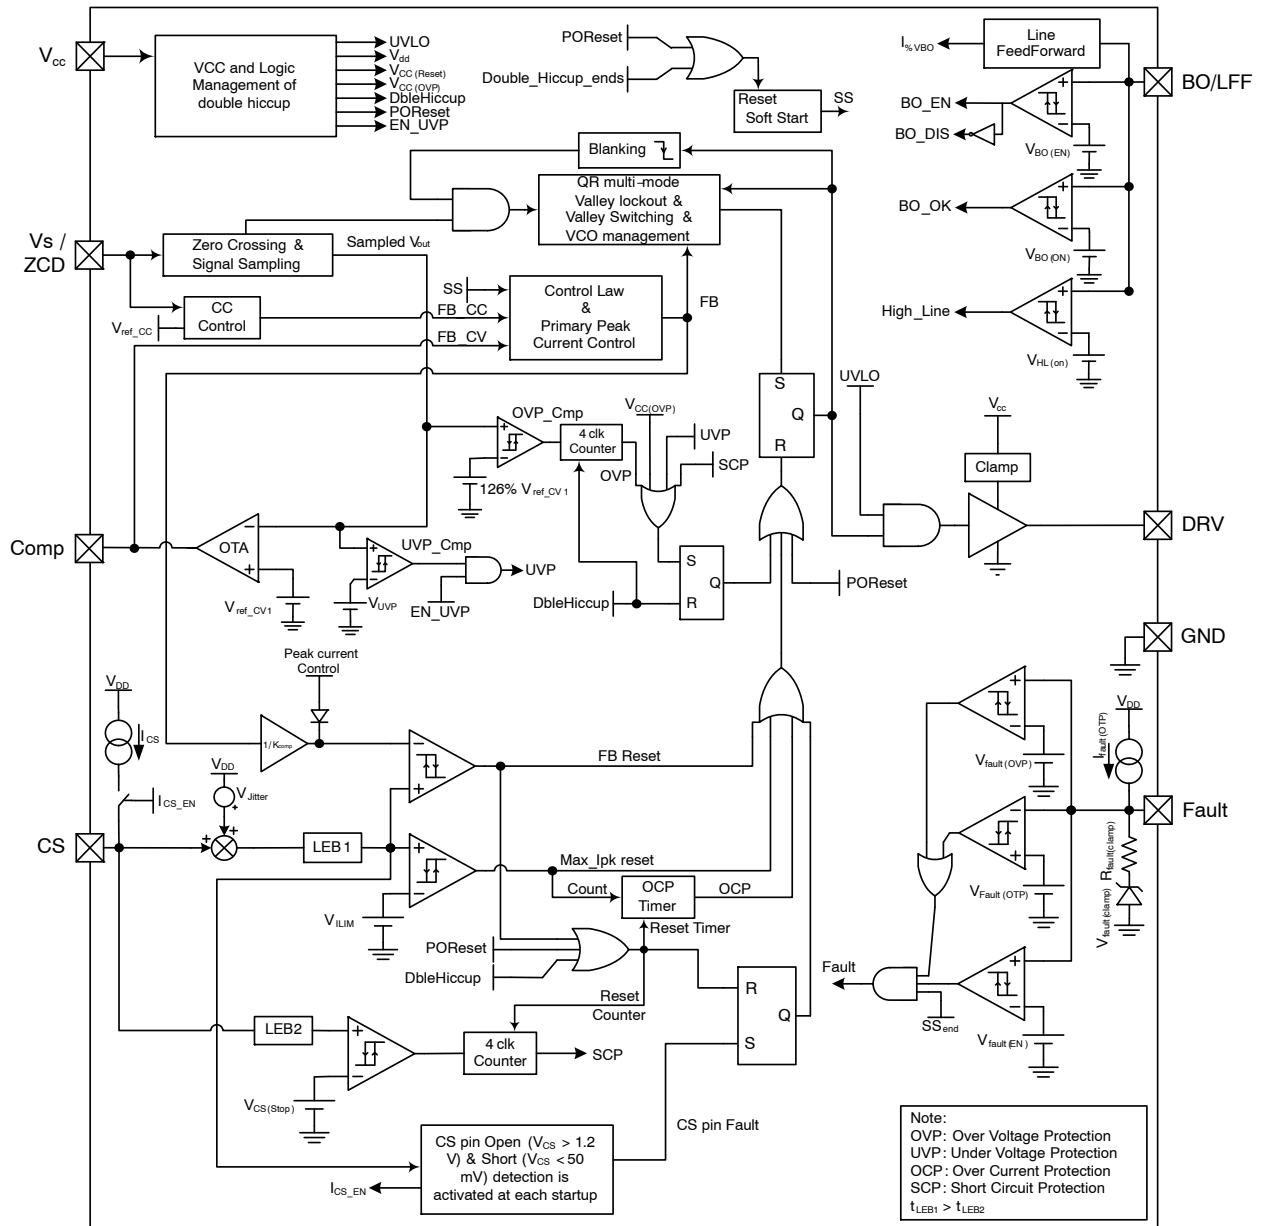 Vcc
VCC and Logic
Management of
double hiccup
UVLO
Vdd
VCC (Reset)
VCC (OVP)
DbleHiccup
POReset
EN_UVP
POReset
Double_Hiccup_ends
Reset
Soft Start
SS
I%VBO
Line
FeedForward
BO/LFF
BO_EN
BO_DIS
VBO (EN)
BO_OK
VBO (ON)
High_Line
VHL (on)
Blanking
QR multi-mode
Valley lockout &
Valley Switching &
VCO management
Vs /
ZCD
Zero Crossing &
Signal Sampling
Sampled Vout
CC
Control
Vref_CC
SS
FB_CC
FB_CV
Control Law
&
Primary Peak
Current Control
FB
S
Q
R
UVLO
Vcc
Clamp
DRV
OVP_Cmp
4 clk
Counter
126% Vref_CV1
VCC(OVP)
UVP
SCP
OVP
Comp
OTA
Vref_CV1
UVP_Cmp
VUVP
EN_UVP
UVP
S
Q
R
DbleHiccup
POReset
GND
Peak current
Control
VDD
ICS
ICS_EN
VDD
VJitter
1/Kcomp
FB Reset
CS
LEB1
VILIM
Max_Ipk reset
Count
OCP
Timer
OCP
Reset Timer
POReset
DbleHiccup
Reset
Counter
LEB2
VCS(Stop)
4 clk
Counter
SCP
R
Q
S
CS pin Fault
CS pin Open (VCS > 1.2
V) & Short (VCS < 50
mV) detection is
activated at each startup
ICS_EN
Vfault (OVP)
VDD
Ifault (OTP)
Fault
VFault (OTP)
Rfault(clamp)
Vfault(clamp)
Fault
SSend
Vfault (EN)
Note:
OVP: Over Voltage Protection
UVP: Under Voltage Protection
OCP: Over Current Protection
SCP: Short Circuit Protection
tLEB1 > tLEB2